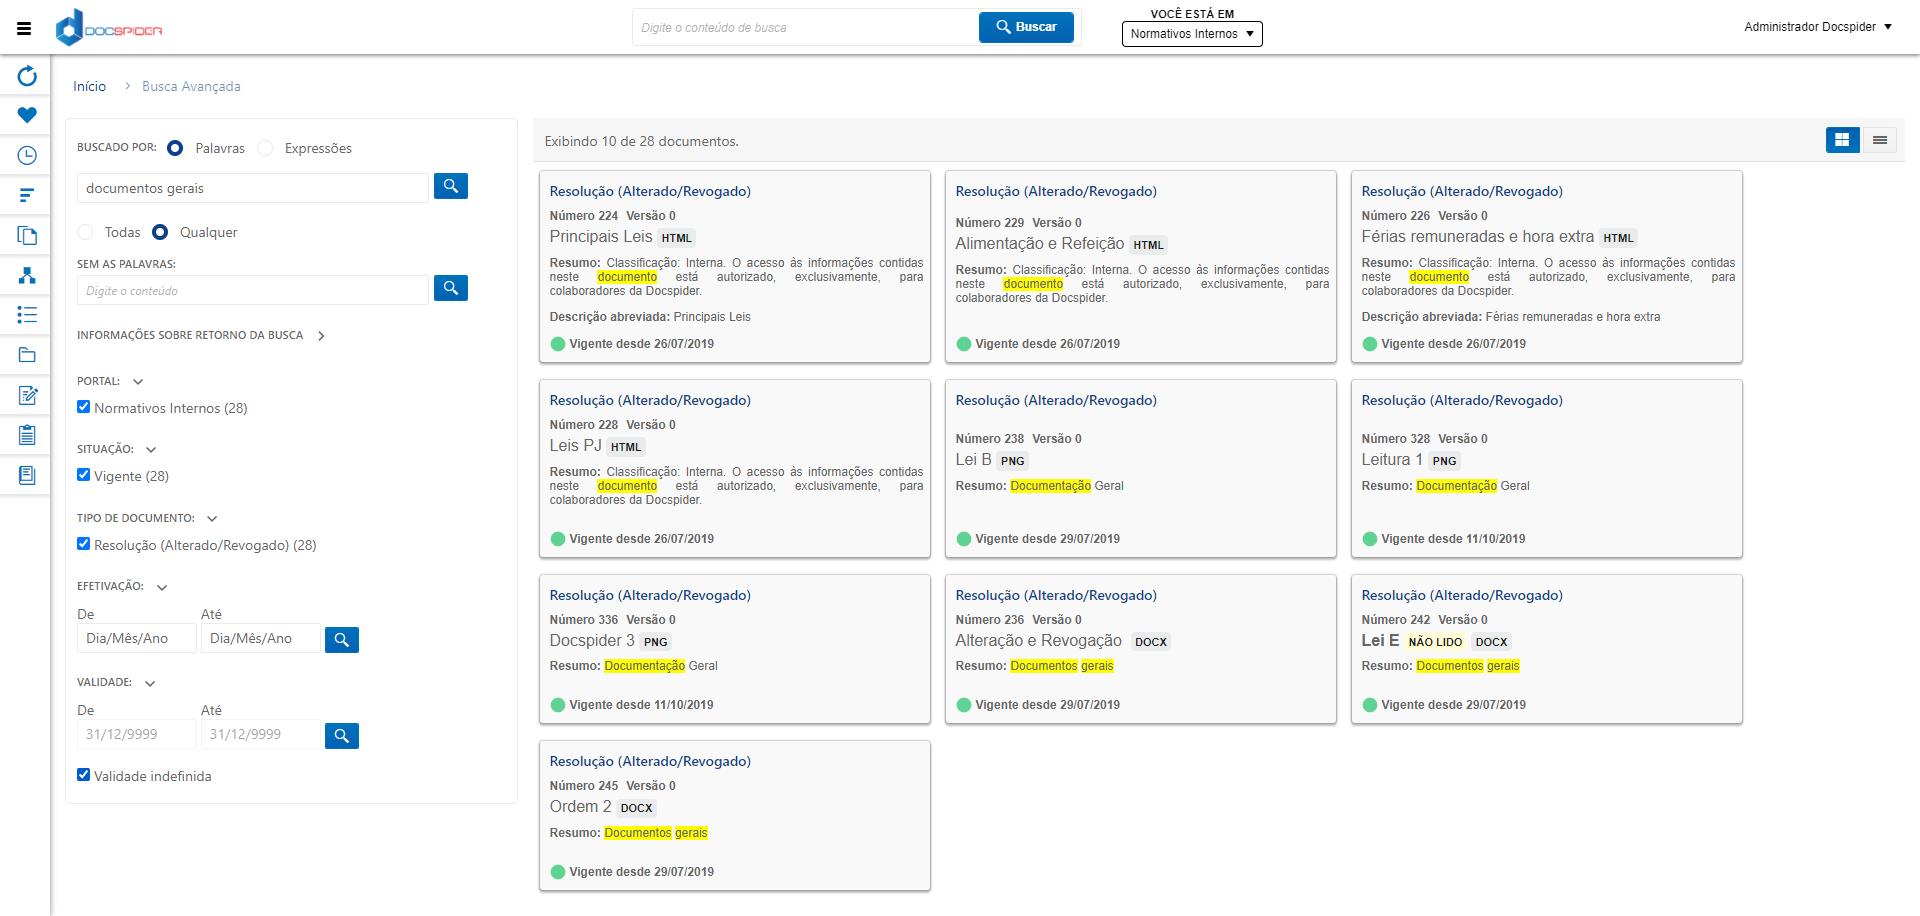 DOCSPIDER
Digite o conteúdo de busca
Buscar
VOCÊ ESTÁ EM
Normativos Internos
Administrador Docspider
Início > Busca Avançada
BUSCADO POR: Palavras Expressões
documentos gerais
Todas Qualquer
SEM AS PALAVRAS:
Digite o conteúdo
INFORMAÇÕES SOBRE RETORNO DA BUSCA
PORTAL:
Normativos Internos (28)
SITUAÇÃO:
Vigente (28)
TIPO DE DOCUMENTO:
Resolução (Alterado/Revogado) (28)
EFETIVAÇÃO:
De Até
Dia/Mês/Ano Dia/Mês/Ano
VALIDADE:
De Até
31/12/9999 31/12/9999
Validade indefinida
Exibindo 10 de 28 documentos.
Resolução (Alterado/Revogado)
Número 224 Versão 0
Principais Leis HTML
Resumo: Classificação: Interna. O acesso às informações contidas
neste documento está autorizado, exclusivamente, para
colaboradores da Docspider.
Descrição abreviada: Principais Leis
Vigente desde 26/07/2019
Resolução (Alterado/Revogado)
Número 229 Versão 0
Alimentação e Refeição HTML
Resumo: Classificação: Interna. O acesso às informações contidas
neste documento está autorizado, exclusivamente, para
colaboradores da Docspider.
Vigente desde 26/07/2019
Resolução (Alterado/Revogado)
Número 226 Versão 0
Férias remuneradas e hora extra HTML
Resumo: Classificação: Interna. O acesso às informações contidas
neste documento está autorizado, exclusivamente, para
colaboradores da Docspider.
Descrição abreviada: Férias remuneradas e hora extra
Vigente desde 26/07/2019
Resolução (Alterado/Revogado)
Número 228 Versão 0
Leis PJ HTML
Resumo: Classificação: Interna. O acesso às informações contidas
neste documento está autorizado, exclusivamente, para
colaboradores da Docspider.
Vigente desde 26/07/2019
Resolução (Alterado/Revogado)
Número 238 Versão 0
Lei B PNG
Resumo: Documentação Geral
Vigente desde 29/07/2019
Resolução (Alterado/Revogado)
Número 328 Versão 0
Leitura 1 PNG
Resumo: Documentação Geral
Vigente desde 11/10/2019
Resolução (Alterado/Revogado)
Número 336 Versão 0
Docspider 3 PNG
Resumo: Documentação Geral
Vigente desde 11/10/2019
Resolução (Alterado/Revogado)
Número 236 Versão 0
Alteração e Revogação DOCX
Resumo: Documentos gerais
Vigente desde 29/07/2019
Resolução (Alterado/Revogado)
Número 242 Versão 0
Lei E NÃO LIDO DOCX
Resumo: Documentos gerais
Vigente desde 29/07/2019
Resolução (Alterado/Revogado)
Número 245 Versão 0
Ordem 2 DOCX
Resumo: Documentos gerais
Vigente desde 29/07/2019